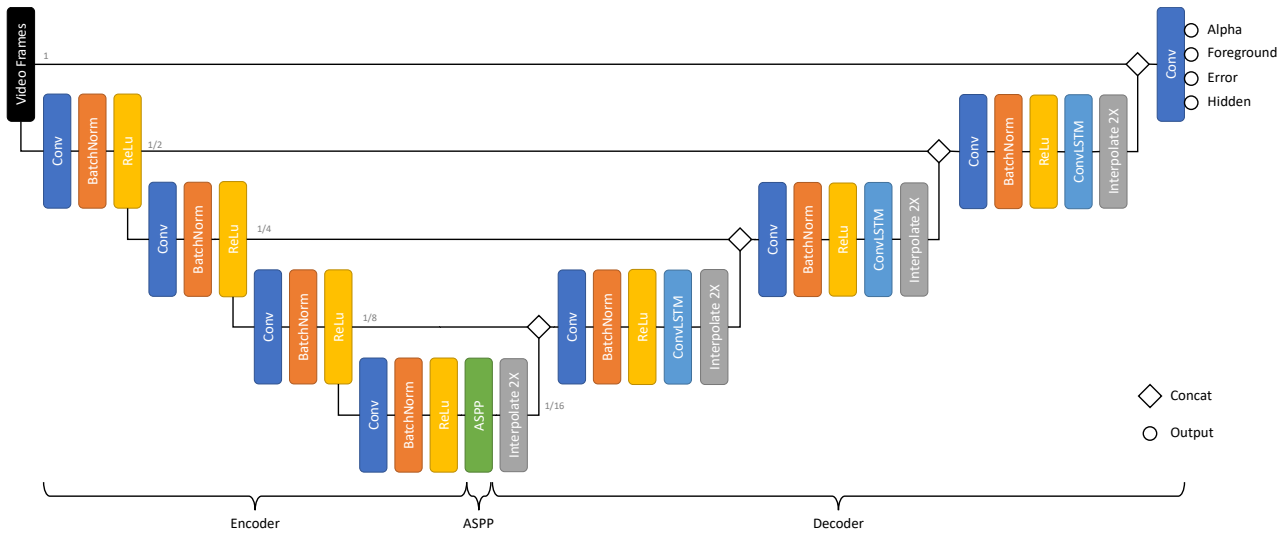 Video Frames
1
Conv
BatchNorm
ReLu
1/2
Conv
BatchNorm
ReLu
1/4
Conv
BatchNorm
ReLu
1/8
Conv
BatchNorm
ReLU
ASPP
Interpolate 2X
1/16
Conv
BatchNorm
ReLU
ConvLSTM
Interpolate 2X
Conv
BatchNorm
ReLU
ConvLSTM
Interpolate 2X
Conv
BatchNorm
ReLU
ConvLSTM
Interpolate 2X
Conv
Alpha
Foreground
Error
Hidden
Concat
Output
Encoder
ASPP
Decoder